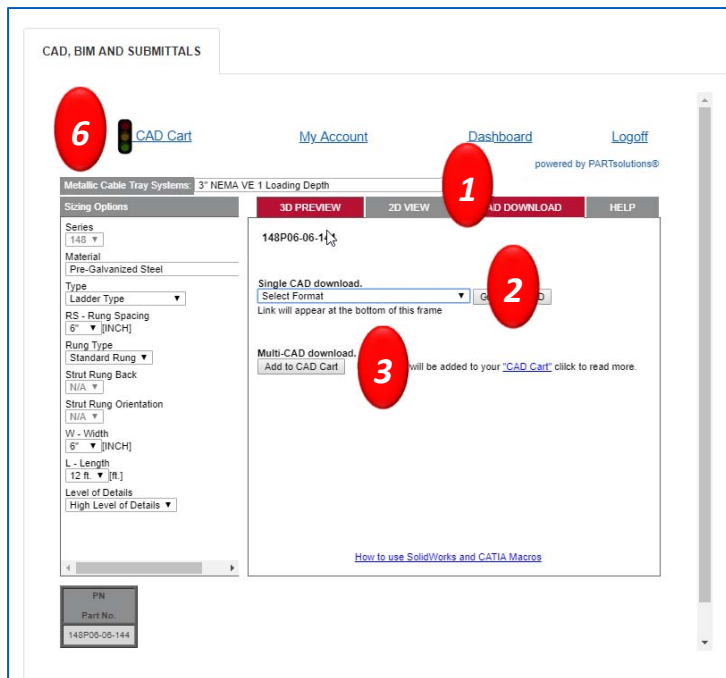 CAD, BIM AND SUBMITTALS
6
CAD Cart My Account Dashboard Logoff
powered by PARTsolutions®
Metallic Cable Tray Systems: 3" NEMA VE 1 Loading Depth
1
Sizing Options
3D PREVIEW 2D VIEW AD DOWNLOAD HELP
Series
148
Material
Pre-Galvanized Steel
Type
Ladder Type
RS - Rung Spacing
6" [INCH]
Rung Type
Standard Rung
Strut Rung Back
N/A
Strut Rung Orientation
N/A
W - Width
6" [INCH]
L - Length
12 ft. [ft.]
Level of Details
High Level of Details
148P06-06-144
Single CAD download.
Select Format
2
Link will appear at the bottom of this frame
Multi-CAD download.
Add to CAD Cart 3 will be added to your "CAD Cart" clilck to read more.
How to use SolidWorks and CATIA Macros
PN
Part No.
148P06-06-144